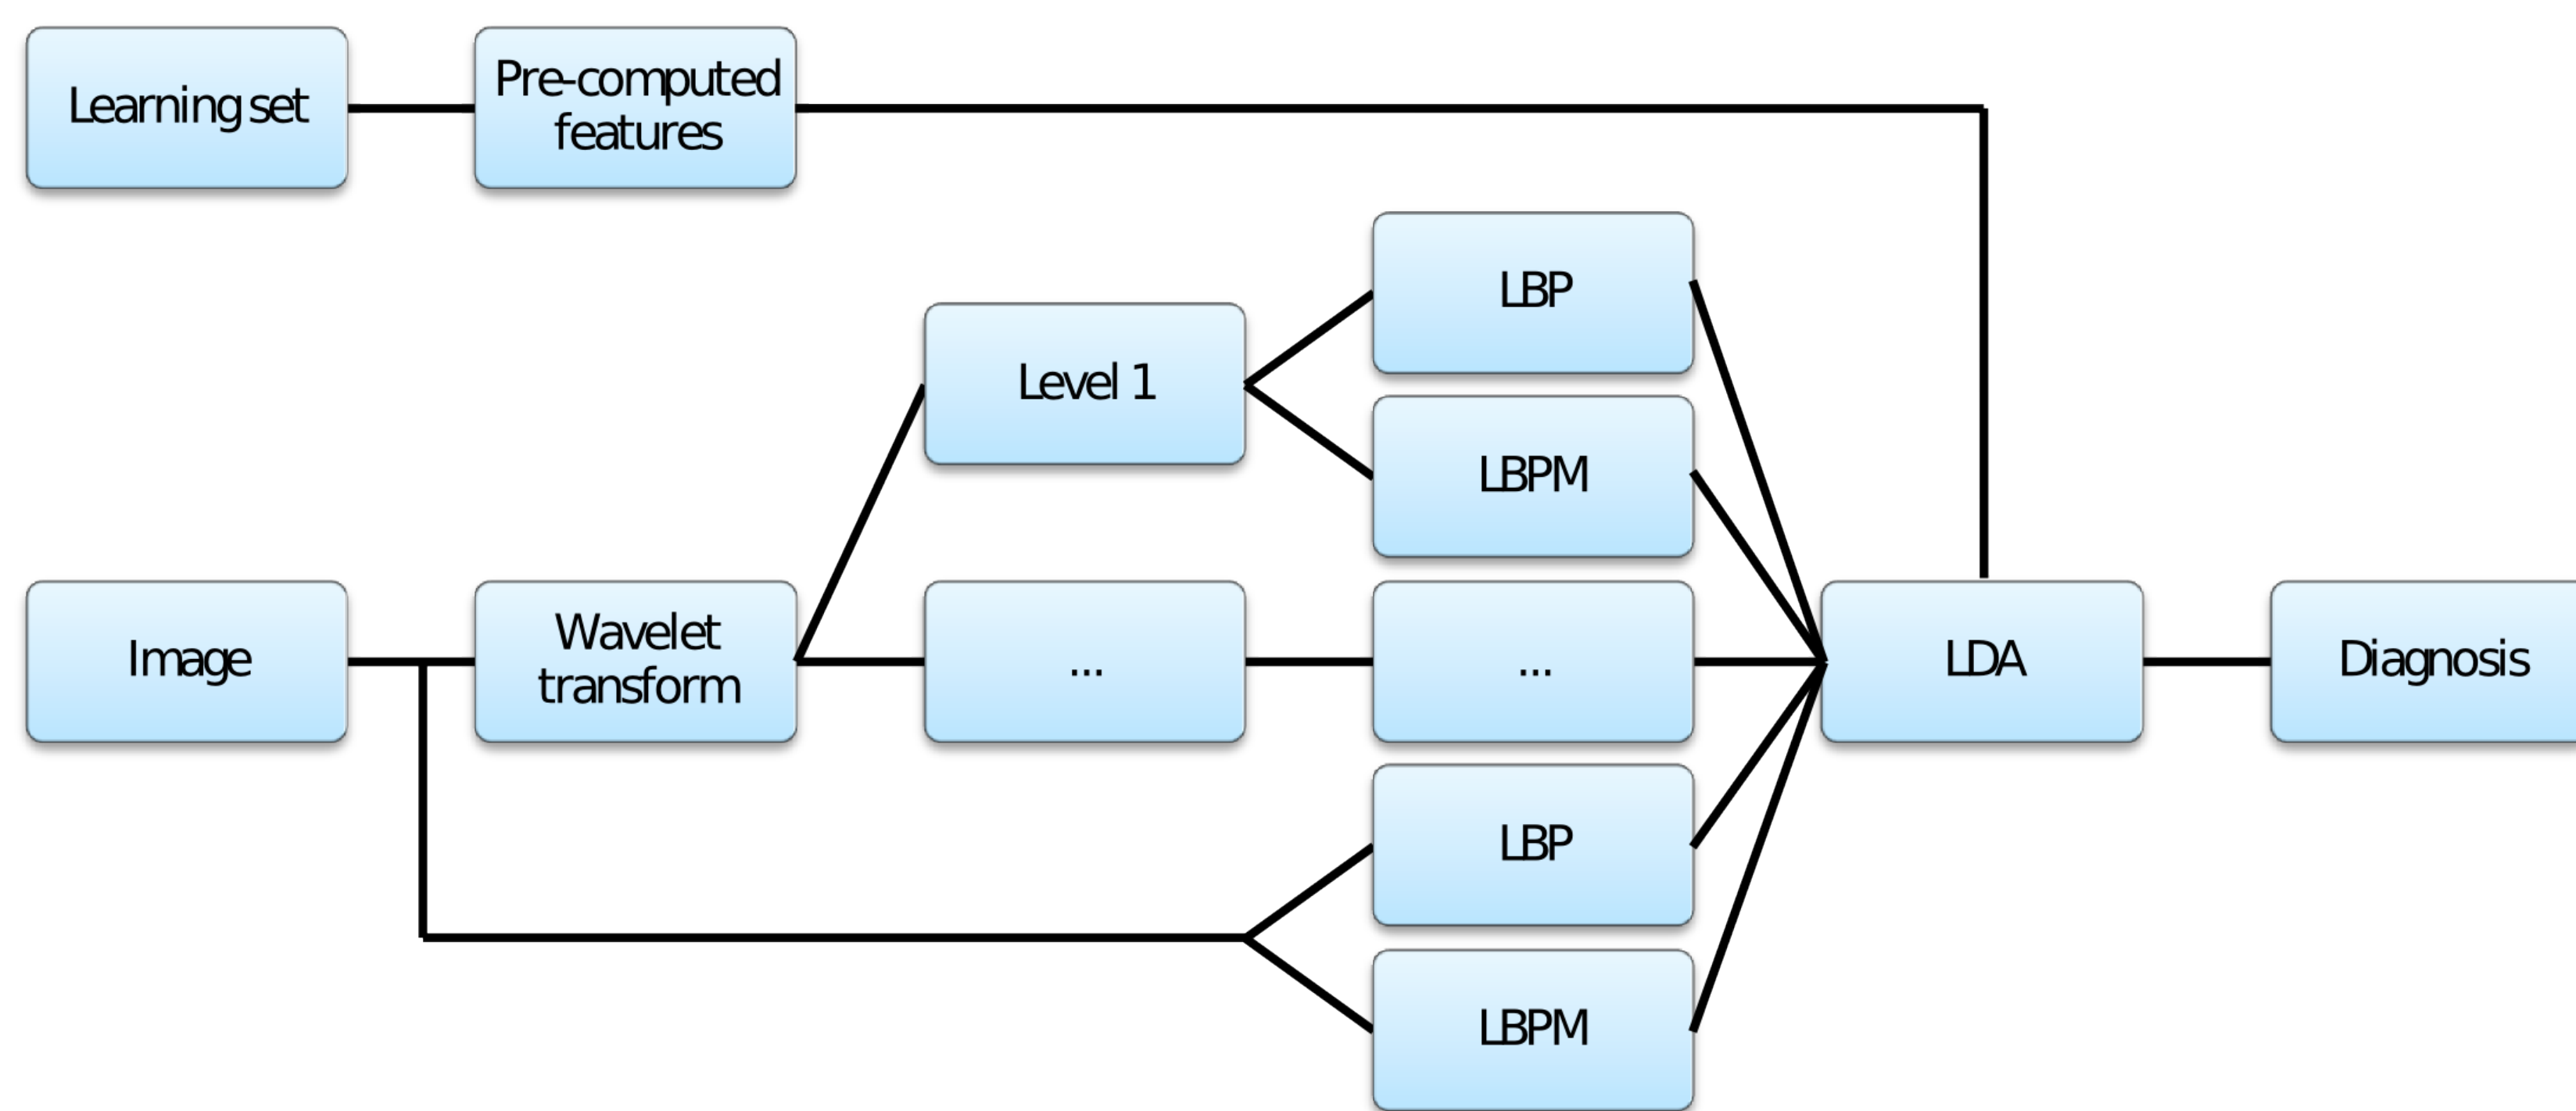 Learning set
Pre-computed
features
LBP
Level 1
LBPM
Image
Wavelet
transform
...
...
LDA
Diagnosis
LBP
LBPM